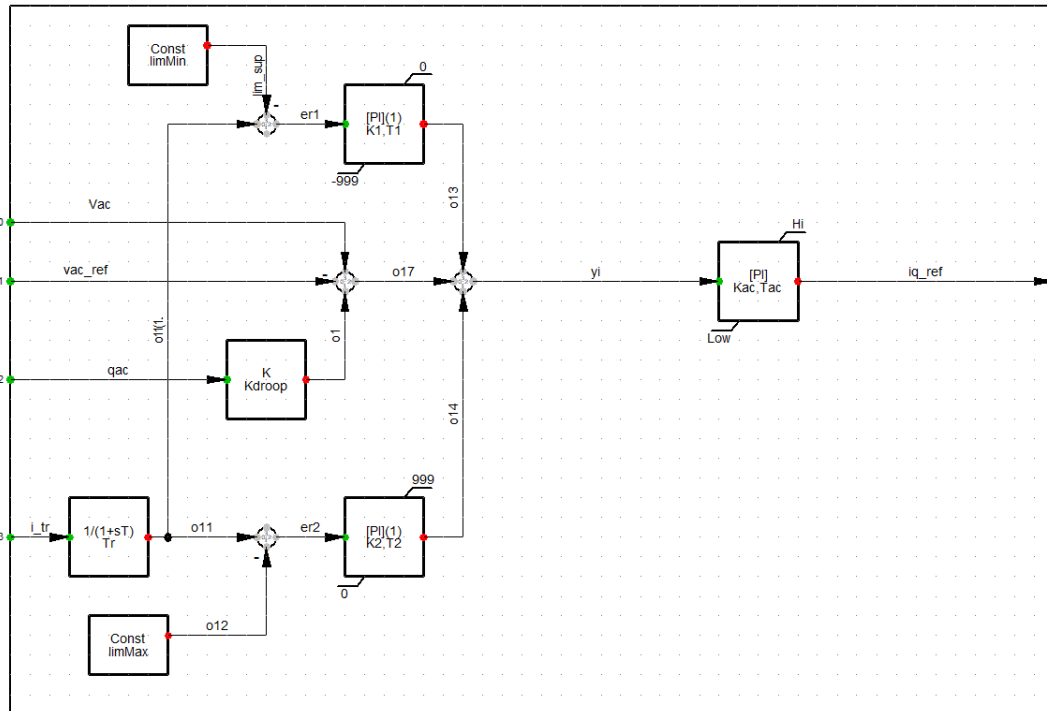 Const
limMin
lim_sup
-
er1
0
[PI](1)
K1,T1
-999
o13
Vac
vac_ref
-
o17
yi
Hi
[PI]
Kac,Tac
Low
iq_ref
o11(1.
o1
qac
K
Kdroop
o14
i_tr
1/(1+sT)
Tr
o11
-
er2
999
[PI](1)
K2,T2
0
o12
Const
limMax